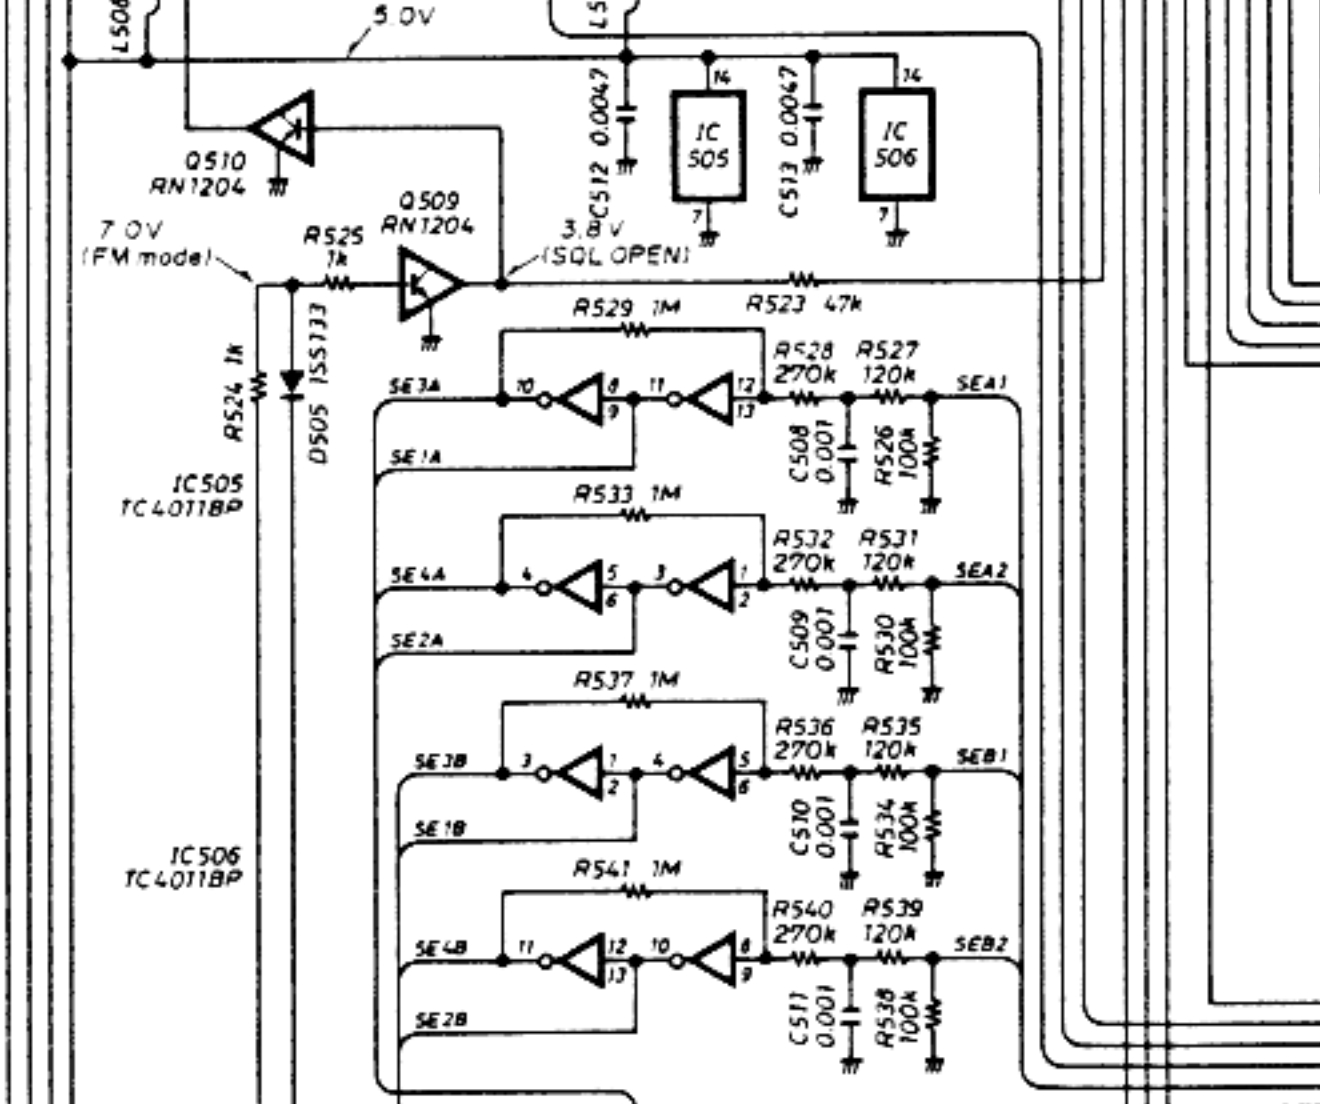 L506
5.0V
L5
C512 0.0047
14
IC
505
7
C513 0.0047
14
IC
506
7
Q510
RN1204
Q509
RN1204
7.0V
(FM mode)
R525
1k
3.8V
(SQL OPEN)
R523 47k
R524 1k
D505 1SS133
R529 1M
SE3A
10
8
9
11
12
13
R528
270k
R527
120k
SEA1
C508
0.001
R526
100k
SE1A
IC505
TC4011BP
R533 1M
SE4A
4
5
6
3
1
2
R532
270k
R531
120k
SEA2
C509
0.001
R530
100k
SE2A
R537 1M
SE3B
3
1
2
4
5
6
R536
270k
R535
120k
SEB1
C510
0.001
R534
100k
SE1B
IC506
TC4011BP
R541 1M
SE4B
11
12
13
10
8
9
R540
270k
R539
120k
SEB2
C511
0.001
R538
100k
SE2B